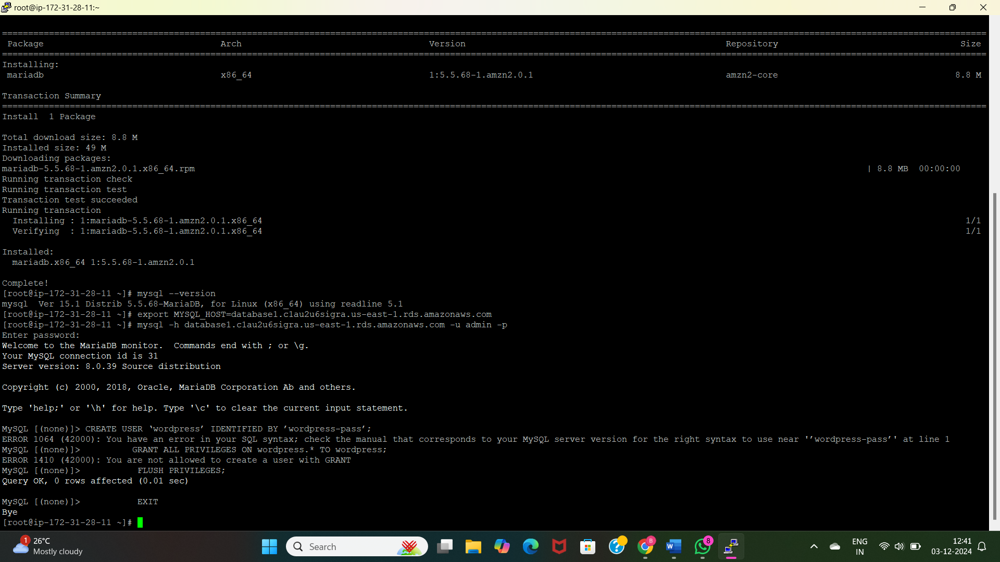 root@ip-172-31-28-11:~
================================================================================
Package Arch Version Repository Size
================================================================================
Installing:
mariadb x86_64 1:5.5.68-1.amzn2.0.1 amzn2-core 8.8 M
Transaction Summary
================================================================================
Install  1 Package
Total download size: 8.8 M
Installed size: 49 M
Downloading packages:
mariadb-5.5.68-1.amzn2.0.1.x86_64.rpm | 8.8 MB  00:00:00
Running transaction check
Running transaction test
Transaction test succeeded
Running transaction
  Installing : 1:mariadb-5.5.68-1.amzn2.0.1.x86_64 1/1
  Verifying  : 1:mariadb-5.5.68-1.amzn2.0.1.x86_64 1/1
Installed:
  mariadb.x86_64 1:5.5.68-1.amzn2.0.1
Complete!
[root@ip-172-31-28-11 ~]# mysql --version
mysql  Ver 15.1 Distrib 5.5.68-MariaDB, for Linux (x86_64) using readline 5.1
[root@ip-172-31-28-11 ~]# export MYSQL_HOST=database1.c1au2u6sigra.us-east-1.rds.amazonaws.com
[root@ip-172-31-28-11 ~]# mysql -h database1.c1au2u6sigra.us-east-1.rds.amazonaws.com -u admin -p
Enter password:
Welcome to the MariaDB monitor.  Commands end with ; or \g.
Your MySQL connection id is 31
Server version: 8.0.39 Source distribution
Copyright (c) 2000, 2018, Oracle, MariaDB Corporation Ab and others.
Type 'help;' or '\h' for help. Type '\c' to clear the current input statement.
MySQL [(none)]> CREATE USER ‘wordpress’ IDENTIFIED BY ’wordpress-pass’;
ERROR 1064 (42000): You have an error in your SQL syntax; check the manual that corresponds to your MySQL server version for the right syntax to use near '’wordpress-pass’' at line 1
MySQL [(none)]>          GRANT ALL PRIVILEGES ON wordpress.* TO wordpress;
ERROR 1410 (42000): You are not allowed to create a user with GRANT
MySQL [(none)]>           FLUSH PRIVILEGES;
Query OK, 0 rows affected (0.01 sec)
MySQL [(none)]>           EXIT
Bye
[root@ip-172-31-28-11 ~]#
1
26°C
Mostly cloudy
Search
B
W
8
ENG
IN
12:41
03-12-2024